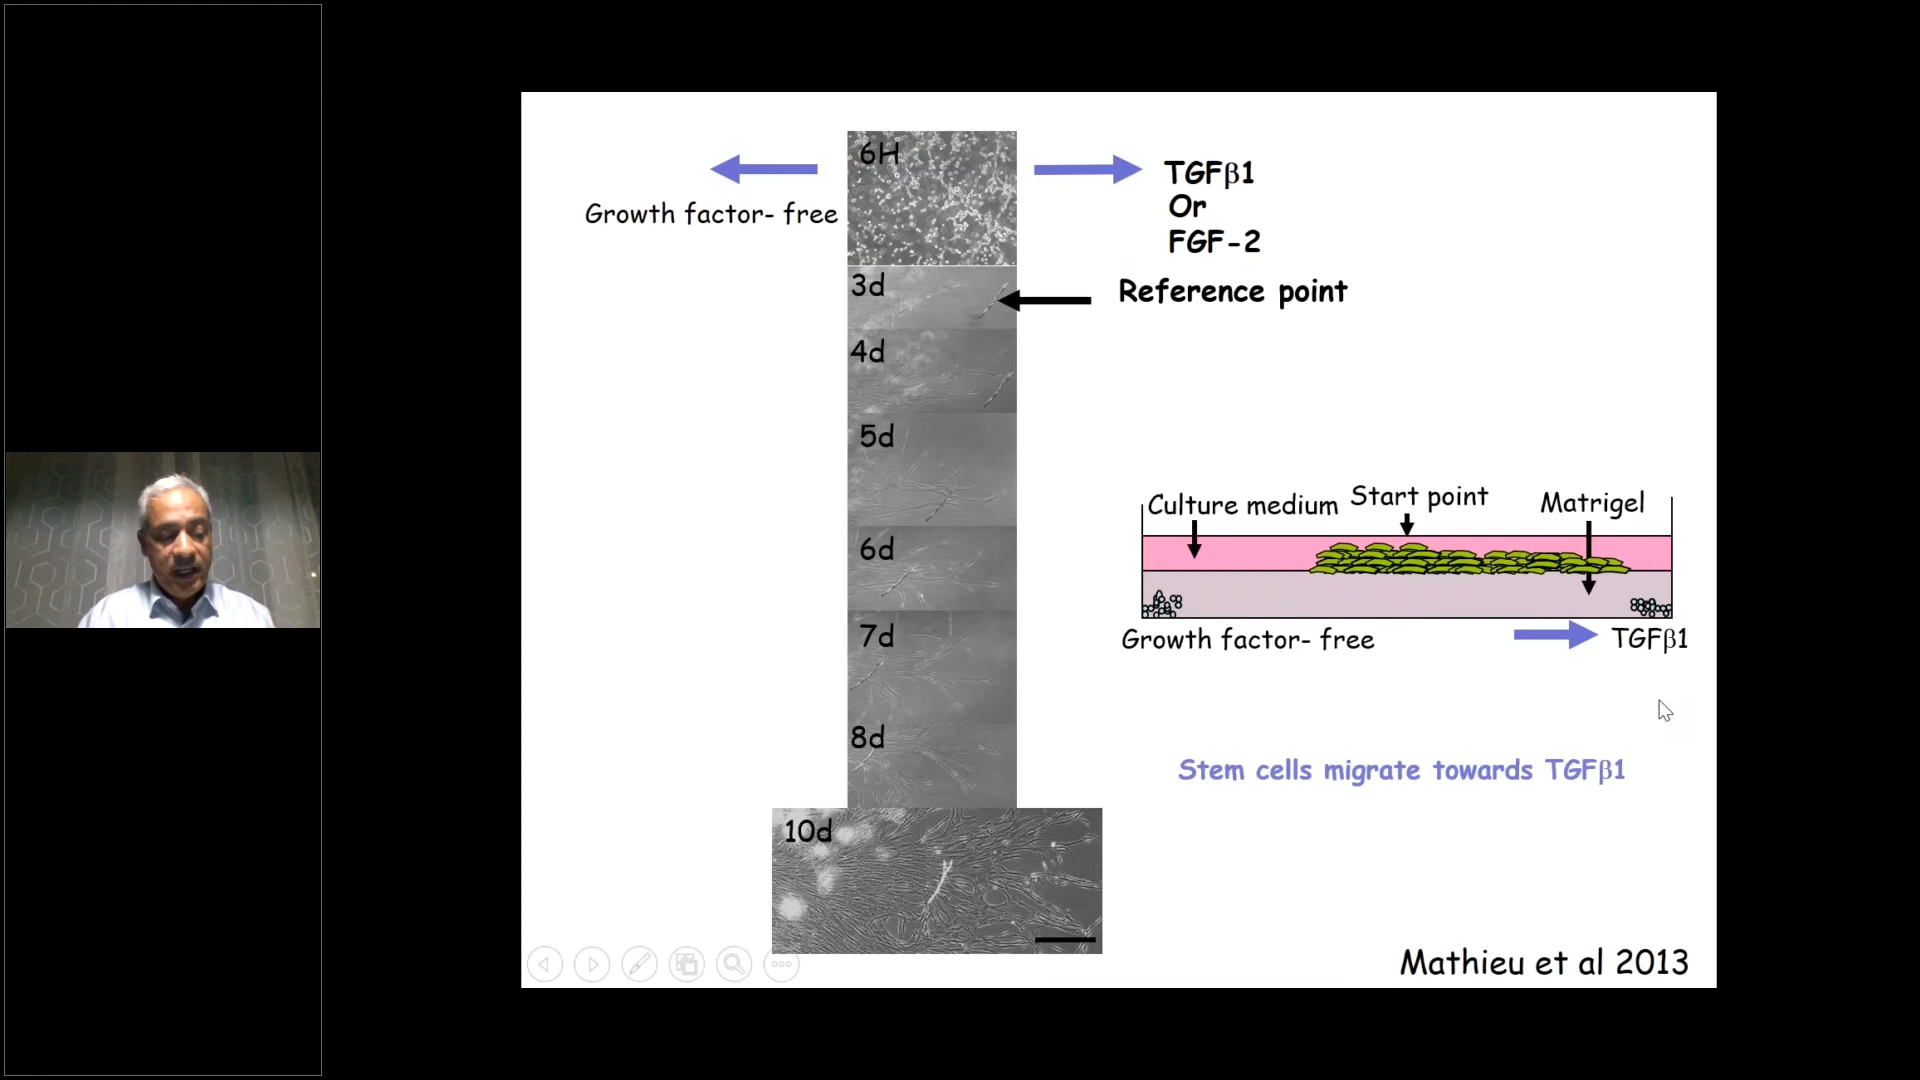 6H
TGFβ1
Or
FGF-2
Growth factor- free
3d
Reference point
4d
5d
6d
7d
8d
10d
Culture medium
Start point
Matrigel
Growth factor- free
TGFβ1
Stem cells migrate towards TGFβ1
Mathieu et al 2013